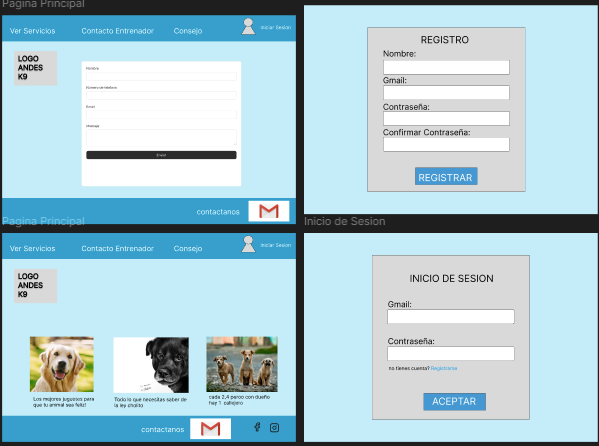 Pagina Principal
Ver Servicios
Contacto Entrenador
Consejo
Iniciar Sesion
LOGO
ANDES
K9
Nombre
Número de telefono
Email
Mensaje
Enviar
contactanos
REGISTRO
Nombre:
Gmail:
Contraseña:
Confirmar Contraseña:
REGISTRAR
Pagina Principal
Ver Servicios
Contacto Entrenador
Consejo
Iniciar Sesion
LOGO
ANDES
K9
Los mejores juguetes para
que tu animal sea feliz!
Todo lo que necesitas saber de
la ley cholito
cada 2,4 peroo con dueño
hay 1 callejero
contactanos
Inicio de Sesion
INICIO DE SESION
Gmail:
Contraseña:
no tienes cuenta? Registrarse
ACEPTAR